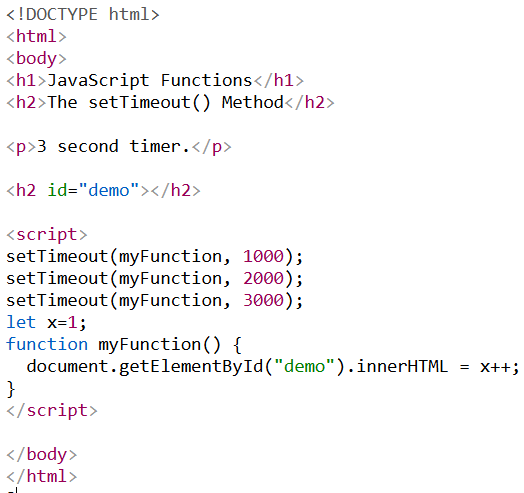 <!DOCTYPE html>
<html>
<body>
<h1>JavaScript Functions</h1>
<h2>The setTimeout() Method</h2>
<p>3 second timer.</p>
<h2 id="demo"></h2>
<script>
setTimeout(myFunction, 1000);
setTimeout(myFunction, 2000);
setTimeout(myFunction, 3000);
let x=1;
function myFunction() {
  document.getElementById("demo").innerHTML = x++;
}
</script>
</body>
</html>